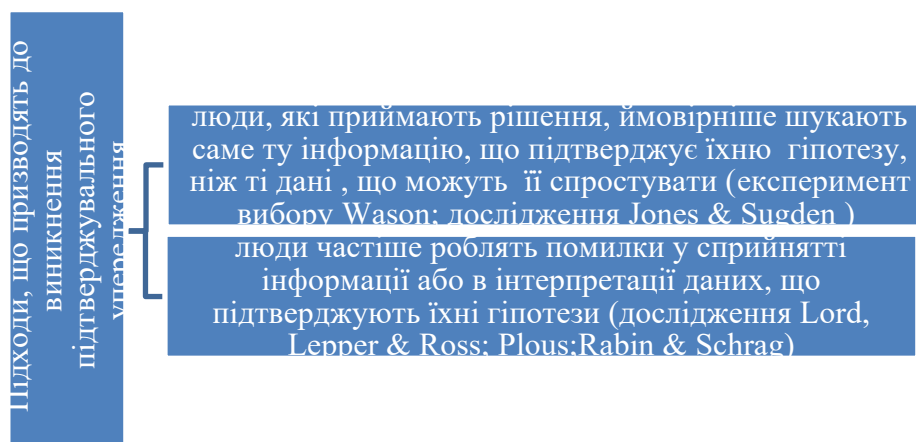 Підходи, що призводять до
виникнення
підтверджувального
упередження
люди, які приймають рішення, ймовірніше шукають
саме ту інформацію, що підтверджує їхню гіпотезу,
ніж ті дані , що можуть її спростувати (експеримент
вибору Wason; дослідження Jones & Sugden )
люди частіше роблять помилки у сприйнятті
інформації або в інтерпретації даних, що
підтверджують їхні гіпотези (дослідження Lord,
Lepper & Ross; Plous;Rabin & Schrag)